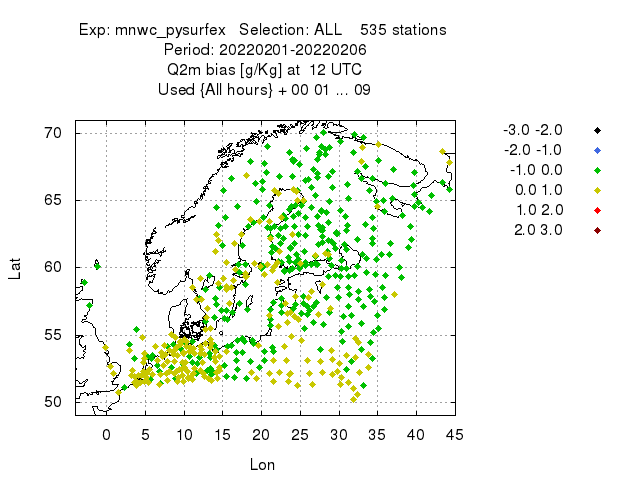 Exp: mnwc_pysurfex   Selection: ALL    535 stations
Period: 20220201-20220206
Q2m bias [g/Kg] at  12 UTC
Used {All hours} + 00 01 ... 09
-3.0 -2.0
-2.0 -1.0
-1.0 0.0
0.0 1.0
1.0 2.0
2.0 3.0
70
65
60
55
50
Lat
0 5 10 15 20 25 30 35 40 45
Lon